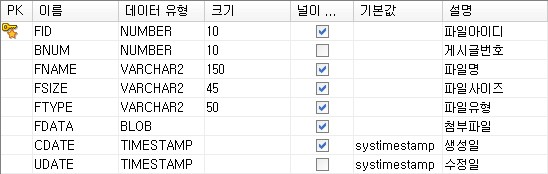 PK 이름 데이터 유형 크기 널이 ... 기본값 설명
FID NUMBER 10 파일아이디
BNUM NUMBER 10 게시글번호
FNAME VARCHAR2 150 파일명
FSIZE VARCHAR2 45 파일사이즈
FTYPE VARCHAR2 50 파일유형
FDATA BLOB 첨부파일
CDATE TIMESTAMP systimestamp 생성일
UDATE TIMESTAMP systimestamp 수정일